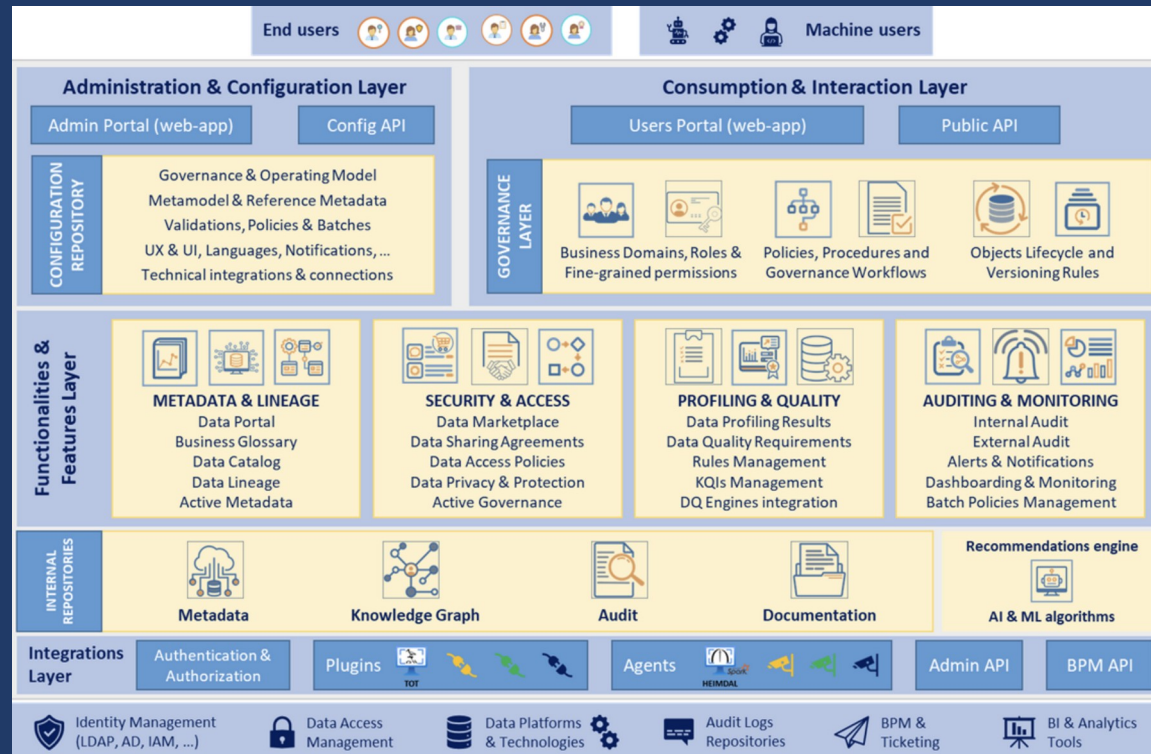 End users
Machine users
Administration & Configuration Layer
Admin Portal (web-app)
Config API
CONFIGURATION
REPOSITORY
Governance & Operating Model
Metamodel & Reference Metadata
Validations, Policies & Batches
UX & UI, Languages, Notifications, ...
Technical integrations & connections
Consumption & Interaction Layer
Users Portal (web-app)
Public API
GOVERNANCE
LAYER
Business Domains, Roles &
Fine-grained permissions
Policies, Procedures and
Governance Workflows
Objects Lifecycle and
Versioning Rules
Functionalities &
Features Layer
METADATA & LINEAGE
Data Portal
Business Glossary
Data Catalog
Data Lineage
Active Metadata
SECURITY & ACCESS
Data Marketplace
Data Sharing Agreements
Data Access Policies
Data Privacy & Protection
Active Governance
PROFILING & QUALITY
Data Profiling Results
Data Quality Requirements
Rules Management
KQIs Management
DQ Engines integration
AUDITING & MONITORING
Internal Audit
External Audit
Alerts & Notifications
Dashboarding & Monitoring
Batch Policies Management
INTERNAL
REPOSITORIES
Metadata
Knowledge Graph
Audit
Documentation
Recommendations engine
AI & ML algorithms
Integrations
Layer
Authentication &
Authorization
Plugins
TOT
Agents
Spark
HEIMDAL
Admin API
BPM API
Identity Management
(LDAP, AD, IAM, ...)
Data Access
Management
Data Platforms
& Technologies
Audit Logs
Repositories
BPM &
Ticketing
BI & Analytics
Tools